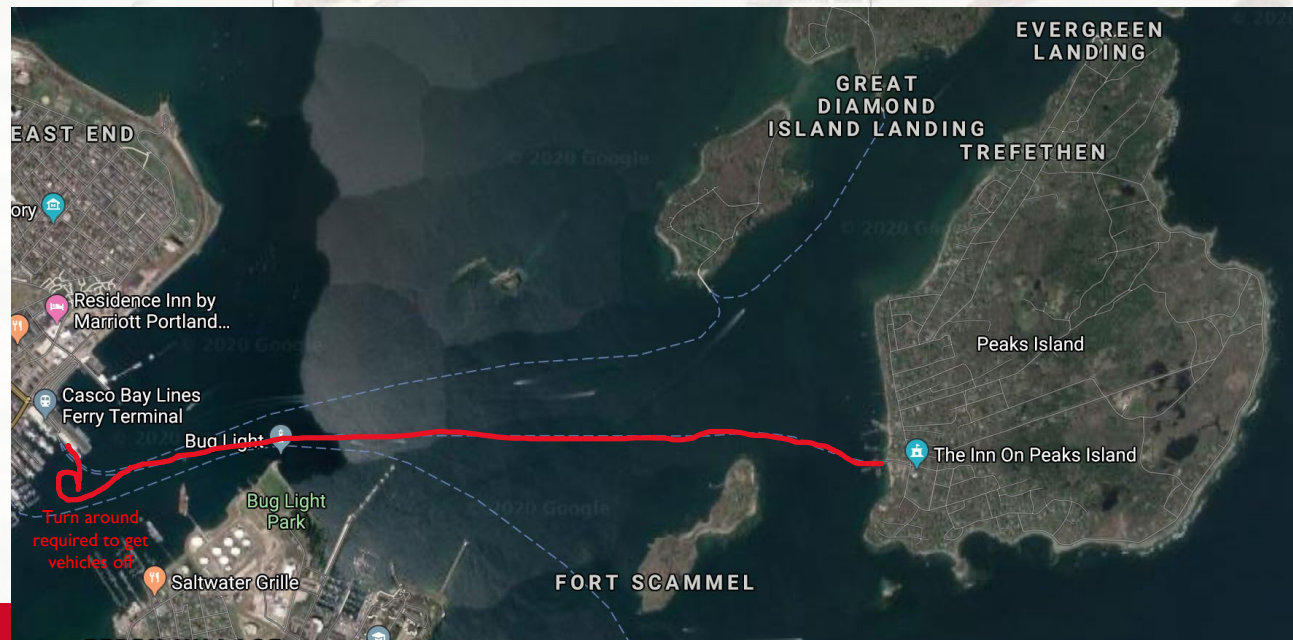 EVERGREEN
LANDING
GREAT
DIAMOND
ISLAND LANDING
TREFETHEN
EAST END
© 2020 Google
ory
© 2020 Google
Residence Inn by
Marriott Portland...
© 2020 Google
Peaks Island
Casco Bay Lines
Ferry Terminal
Bug Light
The Inn On Peaks Island
Bug Light
Park
2020 Google
Turn around
required to get
vehicles off
Saltwater Grille
FORT SCAMMEL